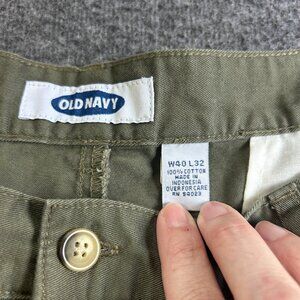 OLD NAVY
W40 L32
100% COTTON
MADE IN
INDONESIA
OVER FOR CARE
RN 54023